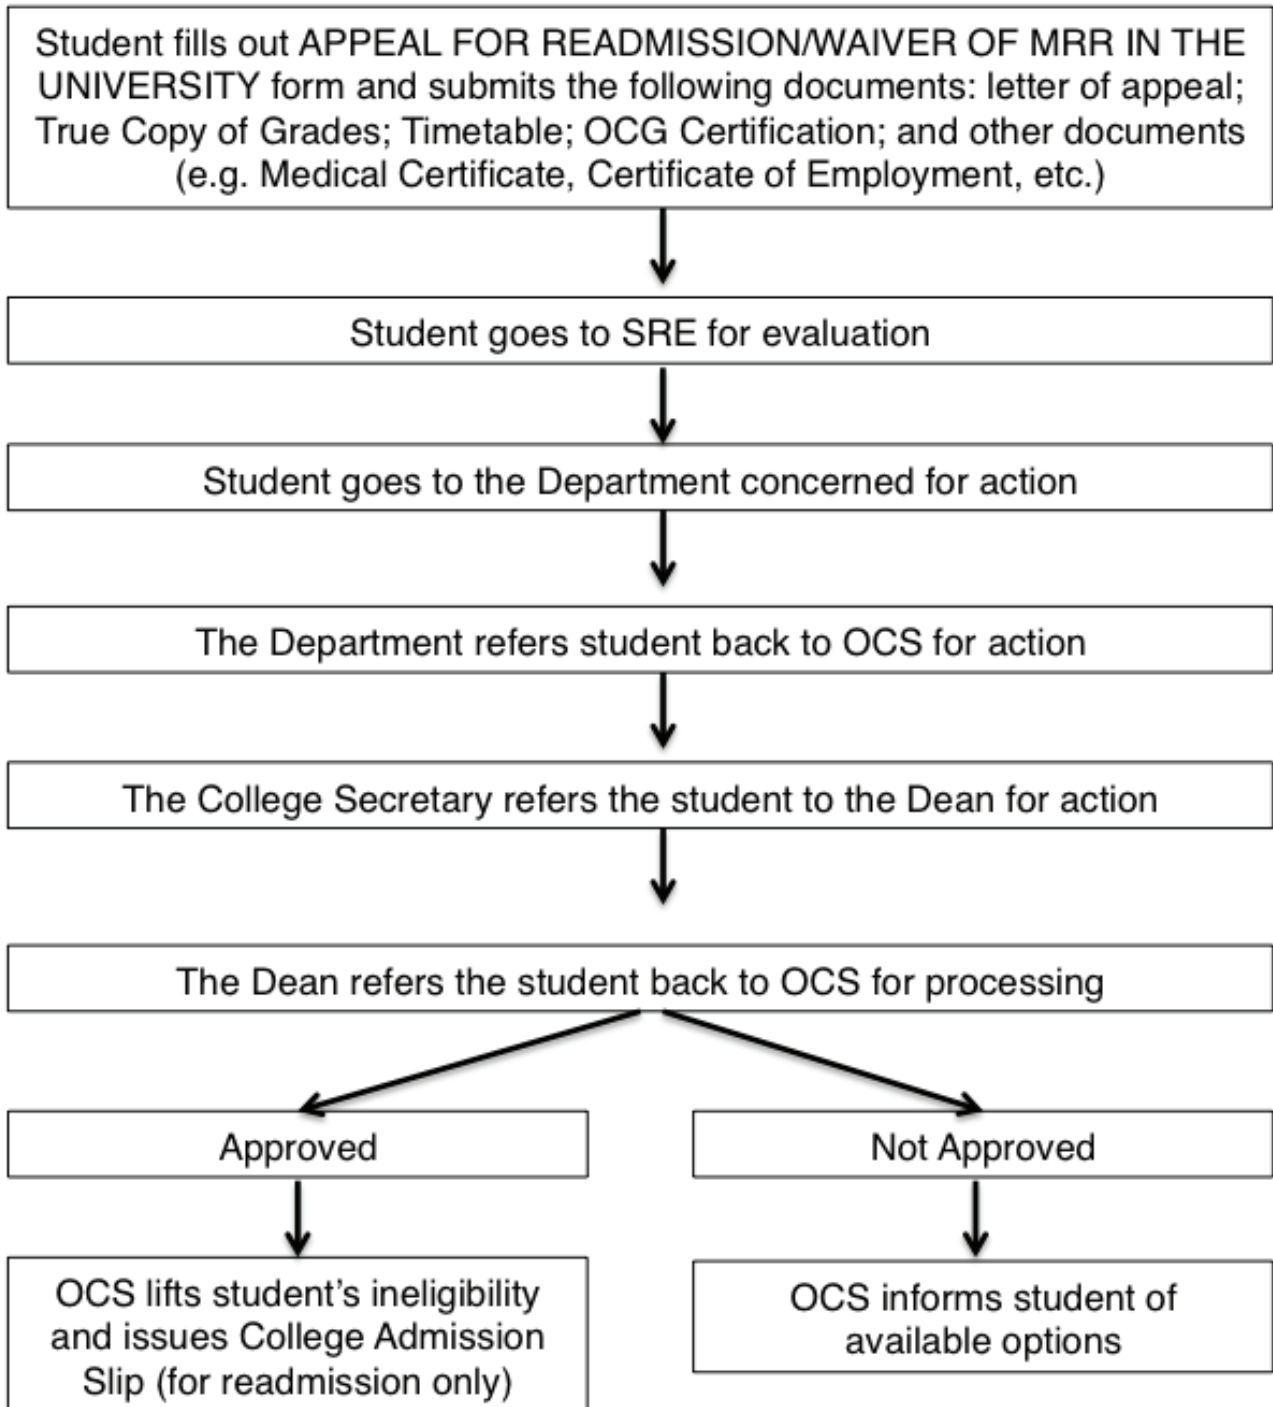 Student fills out APPEAL FOR READMISSION/WAIVER OF MRR IN THE
UNIVERSITY form and submits the following documents: letter of appeal;
True Copy of Grades; Timetable; OCG Certification; and other documents
(e.g. Medical Certificate, Certificate of Employment, etc.)
Student goes to SRE for evaluation
Student goes to the Department concerned for action
The Department refers student back to OCS for action
The College Secretary refers the student to the Dean for action
The Dean refers the student back to OCS for processing
Approved
Not Approved
OCS lifts student’s ineligibility
and issues College Admission
Slip (for readmission only)
OCS informs student of
available options